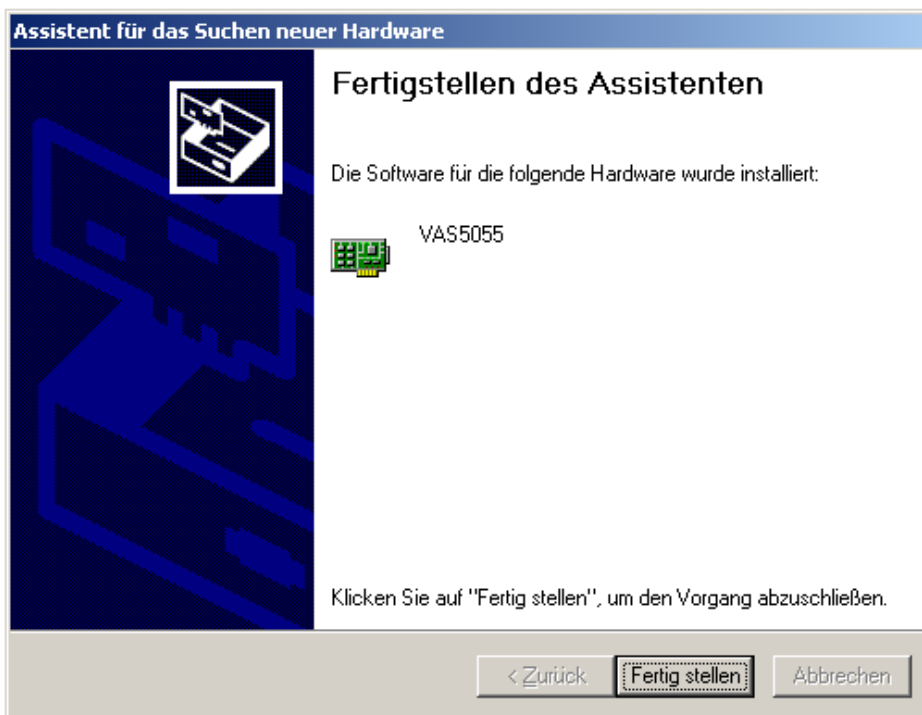 Assistent für das Suchen neuer Hardware
Fertigstellen des Assistenten
Die Software für die folgende Hardware wurde installiert:
VAS5055
Klicken Sie auf "Fertig stellen", um den Vorgang abzuschließen.
< Zurück Fertig stellen Abbrechen